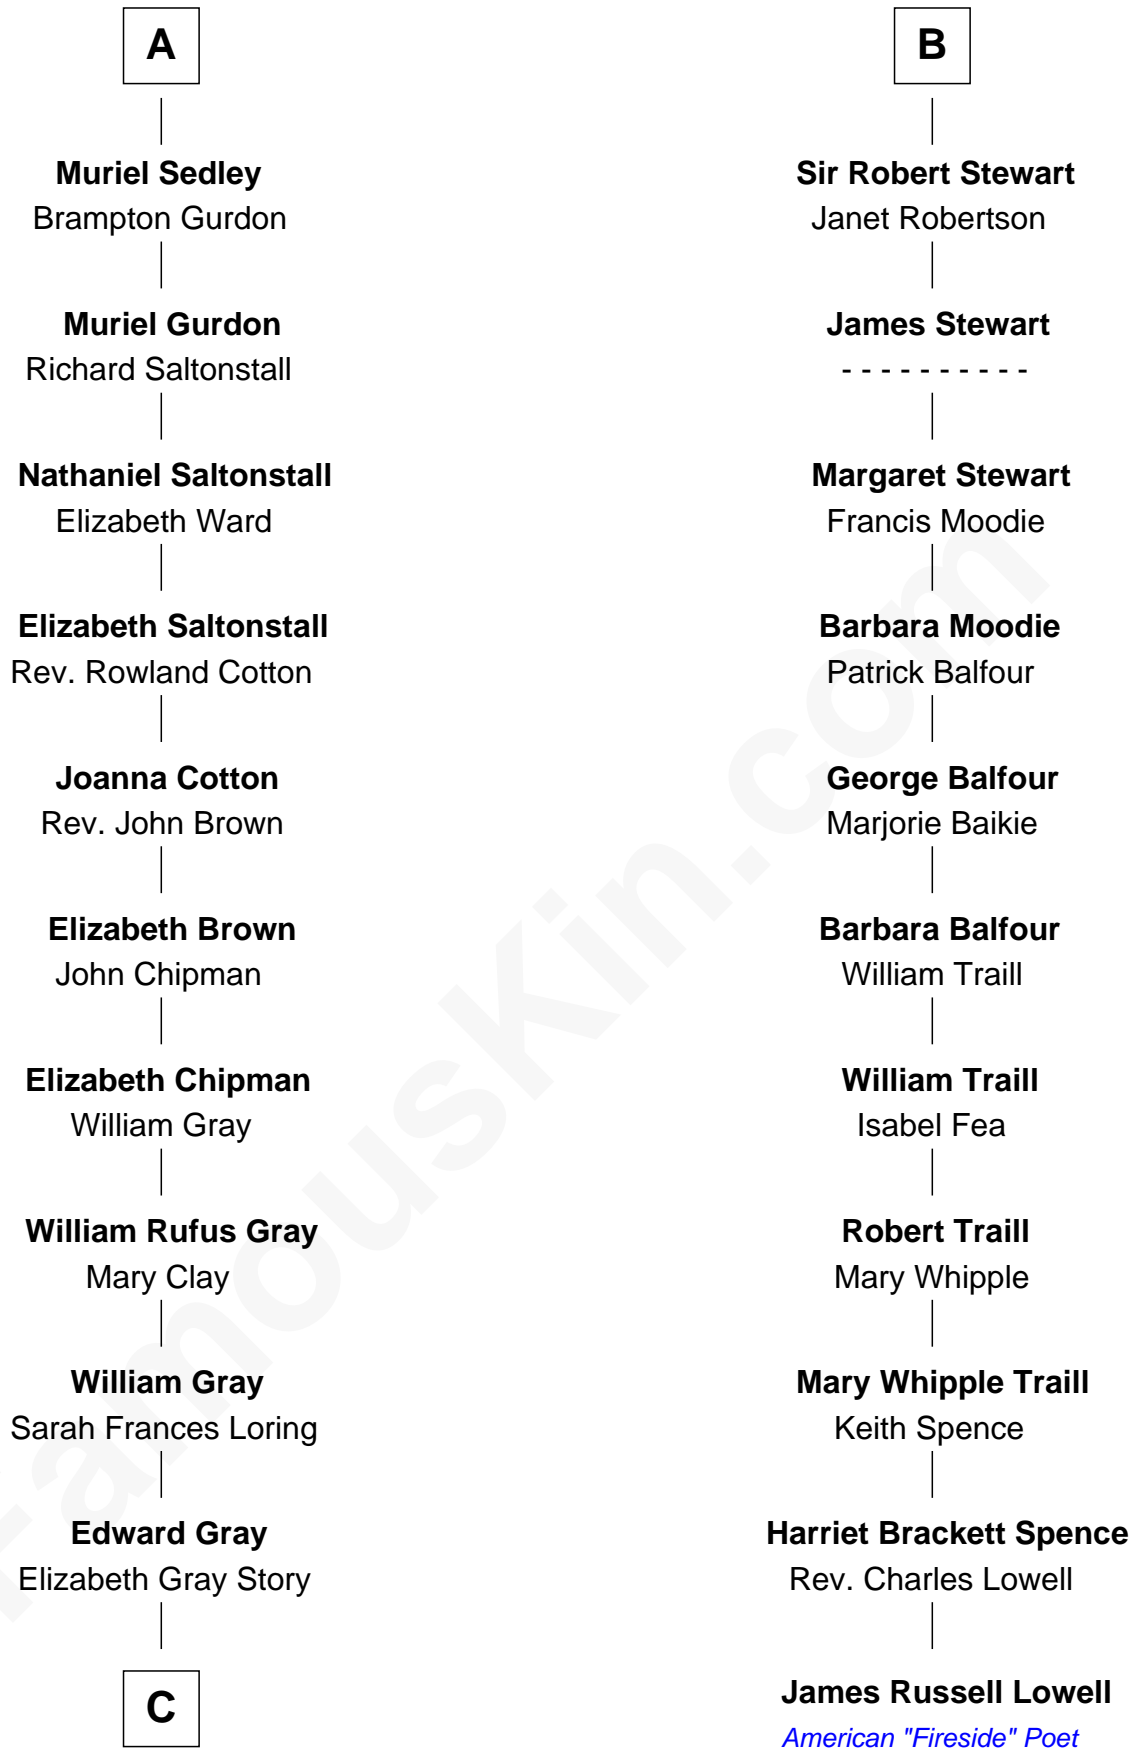 A
Muriel Sedley
Brampton Gurdon
Muriel Gurdon
Richard Saltonstall
Nathaniel Saltonstall
Elizabeth Ward
Elizabeth Saltonstall
Rev. Rowland Cotton
Joanna Cotton
Rev. John Brown
Elizabeth Brown
John Chipman
Elizabeth Chipman
William Gray
William Rufus Gray
Mary Clay
William Gray
Sarah Frances Loring
Edward Gray
Elizabeth Gray Story
C
B
Sir Robert Stewart
Janet Robertson
James Stewart
- - - - - - - - - -
Margaret Stewart
Francis Moodie
Barbara Moodie
Patrick Balfour
George Balfour
Marjorie Baikie
Barbara Balfour
William Traill
William Traill
Isabel Fea
Robert Traill
Mary Whipple
Mary Whipple Traill
Keith Spence
Harriet Brackett Spence
Rev. Charles Lowell
James Russell Lowell
American "Fireside" Poet
FamousKin.com